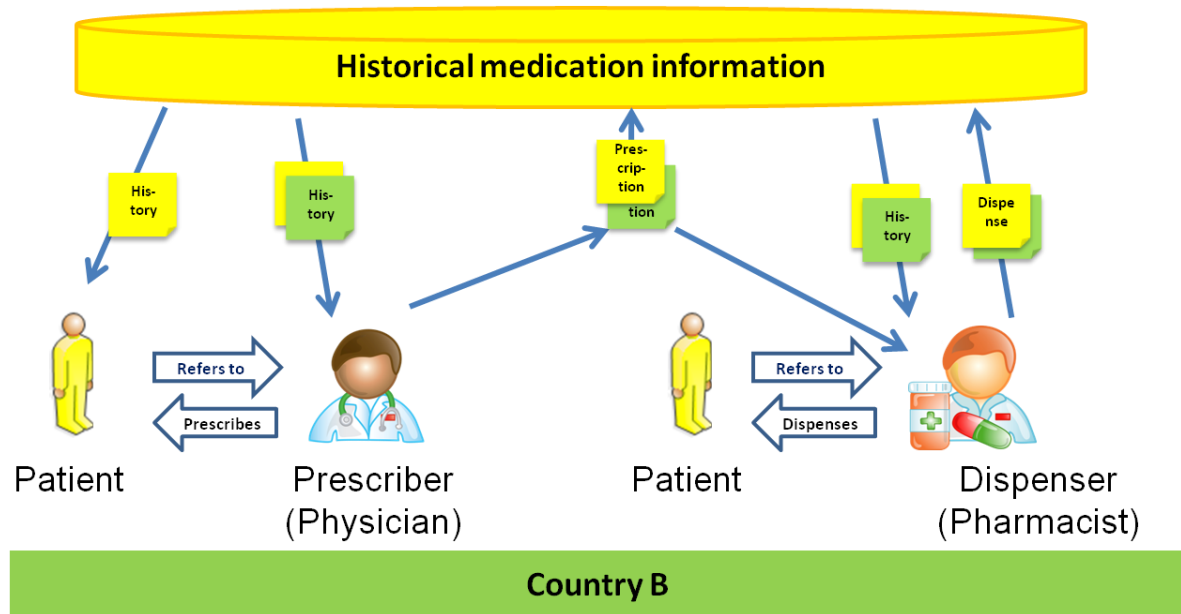 Historical medication information
His-
tory
His-
tory
Pres-
crip-
tion
tion
His-
tory
Dispe
nse
Refers to
Prescribes
Refers to
Dispenses
Patient
Prescriber
(Physician)
Patient
Dispenser
(Pharmacist)
Country B